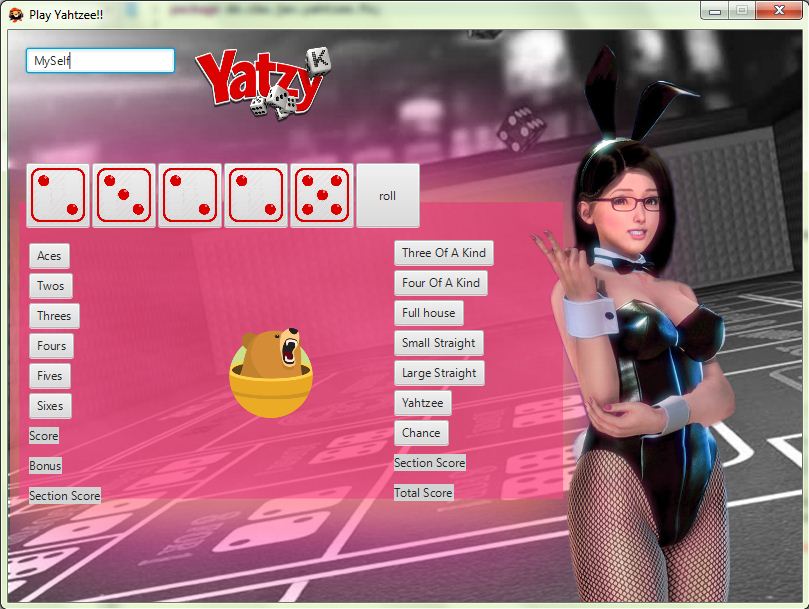 Play Yahtzee!!
MySelf
Yatzy
K
roll
Aces
Twos
Threes
Fours
Fives
Sixes
Score
Bonus
Section Score
Three Of A Kind
Four Of A Kind
Full house
Small Straight
Large Straight
Yahtzee
Chance
Section Score
Total Score